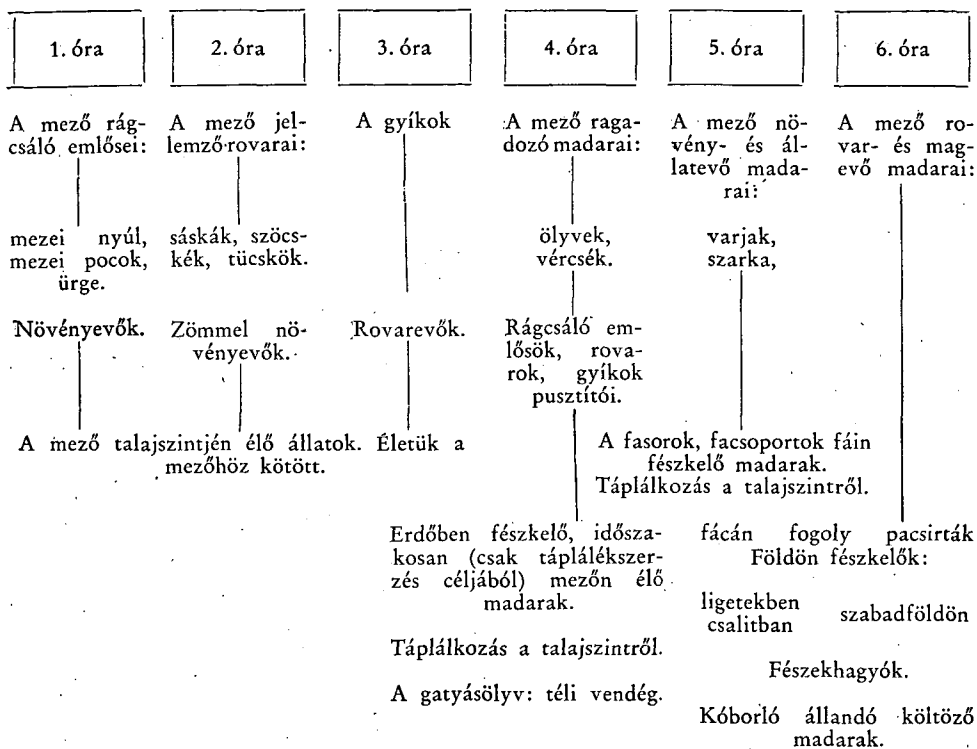 1. óra
2. óra
3. óra
4. óra
5. óra
6. óra
A mező rág-
csáló emlősei:
mezei nyúl,
mezei pocok,
ürge.
Növényevők.
A mező jel-
lemző rovarai:
sáskák, szöcs-
kék, tücskök.
Zömmel nö-
vényevők.
A gyíkok
Rovarevők.
A mező talajszintjén élő állatok. Életük a
mezőhöz kötött.
A mező raga-
dozó madarai:
ölyvek,
vércsék.
Rágcsáló em-
lősök, rova-
rok, gyíkok
pusztítói.
Erdőben fészkelő, idősza-
kosan (csak táplálékszer-
zés céljából) mezőn élő
madarak.
Táplálkozás a talajszintről.
A gatyásölyv: téli vendég.
A mező nö-
vény- és ál-
latevő mada-
rai:
varjak,
szarka,
A fasorok, facsoportok fáin
fészkelő madarak.
Táplálkozás a talajszintről.
A mező ro-
var- és mag-
evő madarai:
fácán fogoly pacsirták
Földön fészkelők:
ligetekben
csalitban
szabadföldön
Fészekhagyók.
Kóborló állandó költöző
madarak.